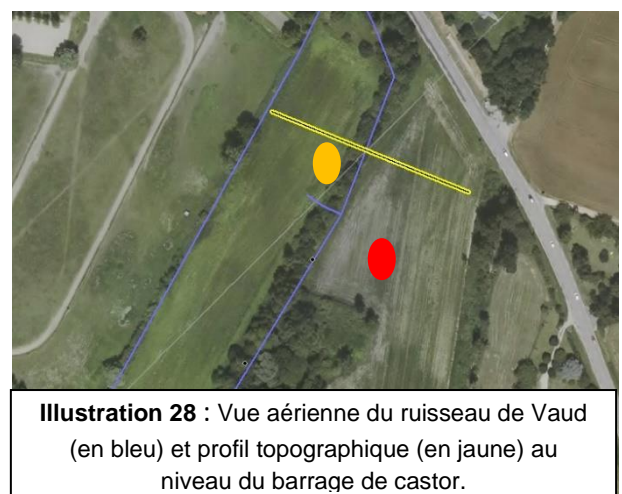 Illustration 28 : Vue aérienne du ruisseau de Vaud
(en bleu) et profil topographique (en jaune) au
niveau du barrage de castor.